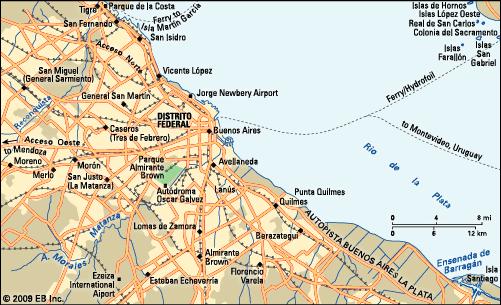 Tigre
Parque de la Costa
San Fernando
Ferry to
Isla Martín García
San Isidro
Acceso Norte
Vicente López
San Miguel
(General Sarmiento)
Jorge Newbery Airport
General San Martín
Reconquista
DISTRITO
FEDERAL
Caseros
(Tres de Febrero)
Buenos Aires
Acceso Oeste
to Mendoza
Moreno
Merlo
Morón
San Justo
(La Matanza)
Parque
Almirante
Brown
Avellaneda
Autódromo
Oscar Galvez
Lanús
Matanza
A. Morales
Lomas de Zamora
Almirante
Brown
Ezeiza
International
Airport
Esteban Echeverría
Florencio
Varela
Berazategui
Quilmes
Punta Quilmes
AUTOPISTA BUENOS AIRES LA PLATA
Islas de Hornos
Islas López Oeste
Real de San Carlos
Colonia del Sacramento
Islas
Farallón
Islas
San
Gabriel
Ferry/Hydrofoil
to Montevideo, Uruguay
Río de la Plata
0 4 8 mi
0 6 12 km
Ensenada de
Barragán
Isla
Santiago
© 2009 EB Inc.